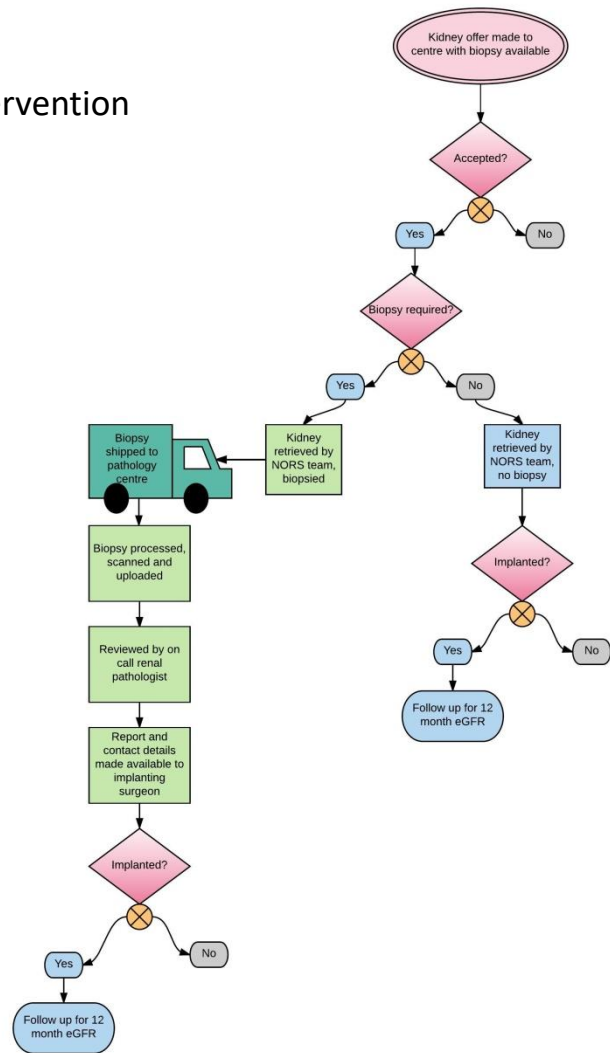 Kidney offer made to
centre with biopsy available
ervention
Accepted?
Yes
No
Biopsy required?
Yes
No
Biopsy
shipped to
pathology
centre
Kidney
retrieved by
NORS team,
biopsied
Kidney
retrieved by
NORS team,
no biopsy
Biopsy processed,
scanned and
uploaded
Implanted?
Reviewed by on
call renal
pathologist
Yes
No
Follow up for 12
month eGFR
Report and
contact details
made available to
implanting
surgeon
Implanted?
Yes
No
Follow up for 12
month eGFR